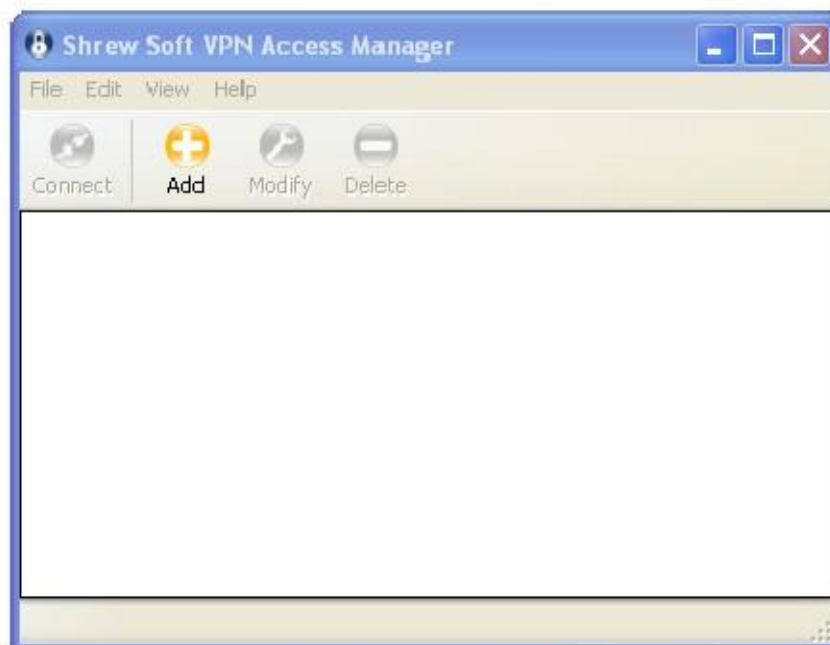 Shrew Soft VPN Access Manager
File Edit View Help
Connect Add Modify Delete